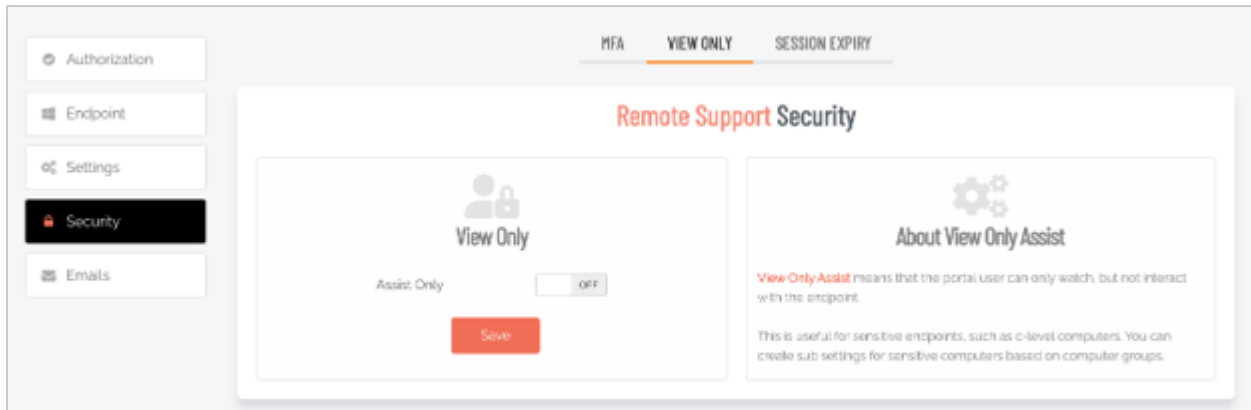 MFA VIEW ONLY SESSION EXPIRY
Authorization
Endpoint
Settings
Security
Emails
Remote Support Security
View Only
Assist Only OFF
Save
About View Only Assist
View Only Assist means that the portal user can only watch, but not interact
with the endpoint.
This is useful for sensitive endpoints, such as c-level computers. You can
create sub settings for sensitive computers based on computer groups.